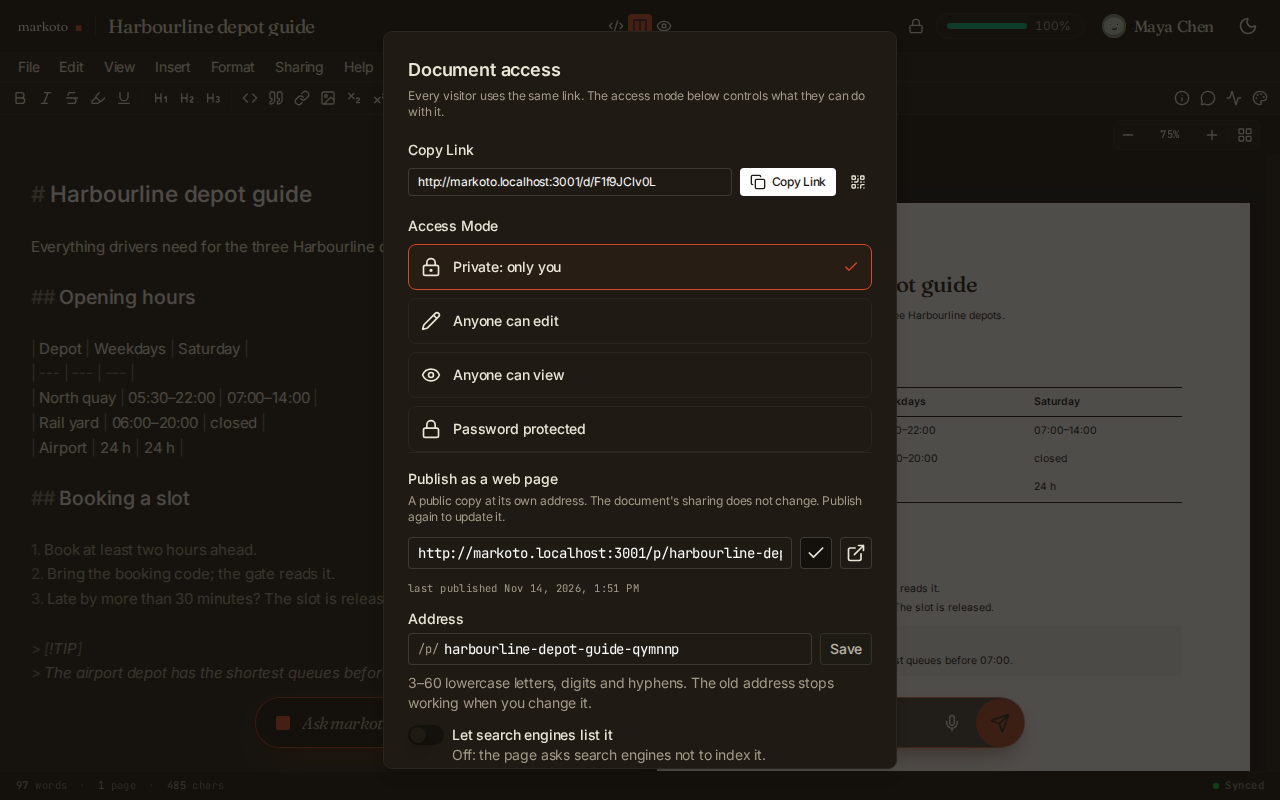 markoto
Harbourline depot guide
100%
Maya Chen
File Edit View Insert Format Sharing Help
B I S U H1 H2 H3 X2
75%
# Harbourline depot guide
Everything drivers need for the three Harbourline
## Opening hours
| Depot | Weekdays | Saturday |
| --- | --- | --- |
| North quay | 05:30–22:00 | 07:00–14:00 |
| Rail yard | 06:00–20:00 | closed |
| Airport | 24 h | 24 h |
## Booking a slot
1. Book at least two hours ahead.
2. Bring the booking code; the gate reads it.
3. Late by more than 30 minutes? The slot is releas
> [!TIP]
> The airport depot has the shortest queues befor
Ask markot
97 words · 1 page · 485 chars
Document access
Every visitor uses the same link. The access mode below controls what they can do
with it.
Copy Link
http://markoto.localhost:3001/d/F1f9JClv0L
Copy Link
Access Mode
Private: only you
Anyone can edit
Anyone can view
Password protected
Publish as a web page
A public copy at its own address. The document's sharing does not change. Publish
again to update it.
http://markoto.localhost:3001/p/harbourline-dep
last published Nov 14, 2026, 1:51 PM
Address
/p/ harbourline-depot-guide-qymnnp
Save
3–60 lowercase letters, digits and hyphens. The old address stops
working when you change it.
Let search engines list it
Off: the page asks search engines not to index it.
ot guide
ee Harbourline depots.
kdays Saturday
0–22:00 07:00–14:00
0–20:00 closed
24 h
reads it.
The slot is released.
st queues before 07:00.
Synced